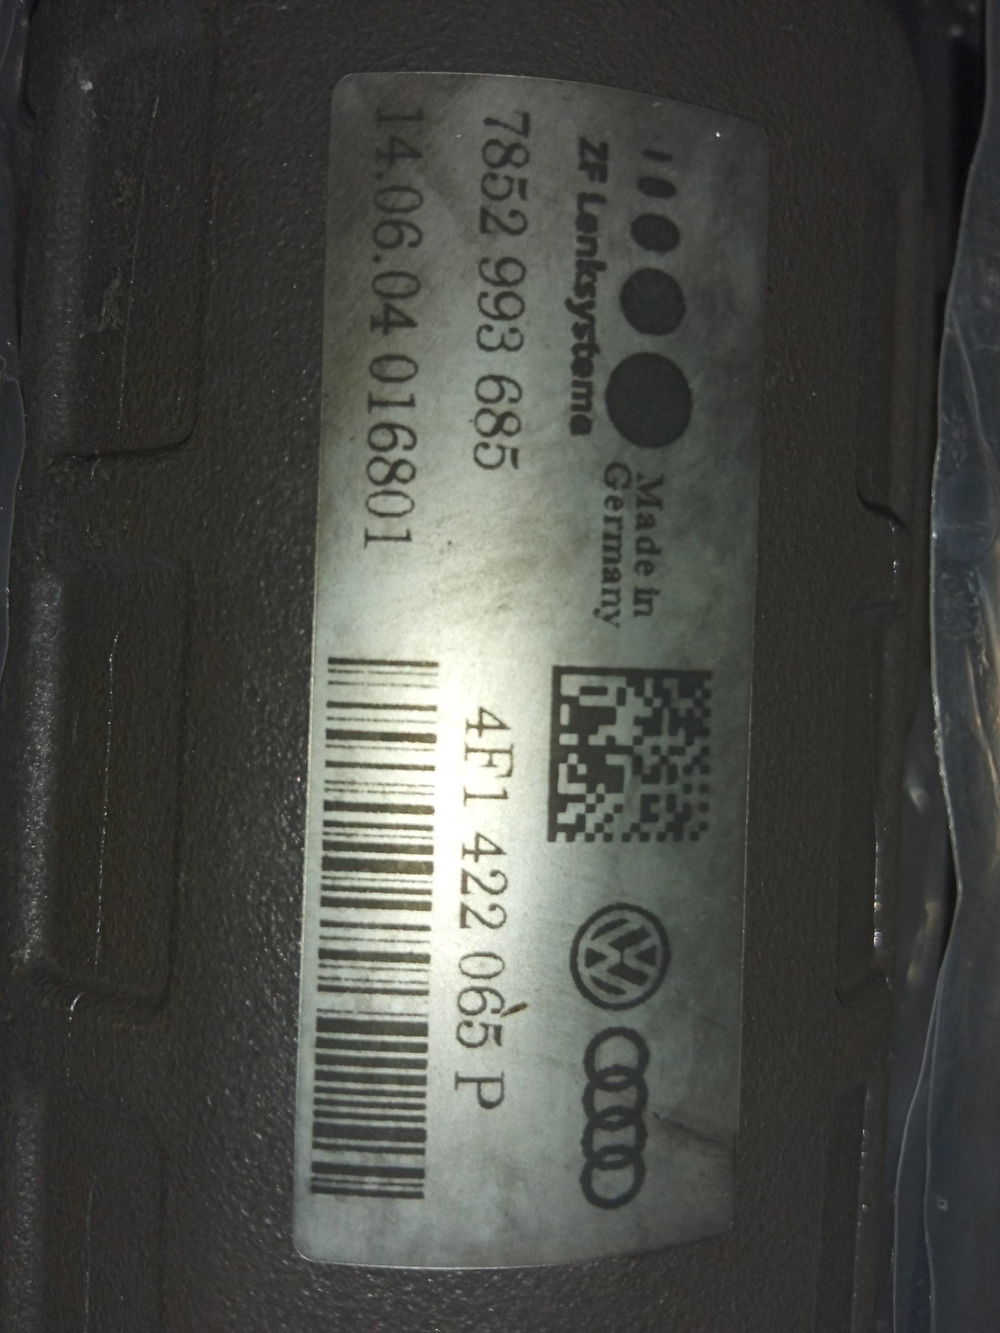 ZF Lenksysteme
Made in
Germany
7852 993 685
4F1 422 065 P
14.06.04 016801